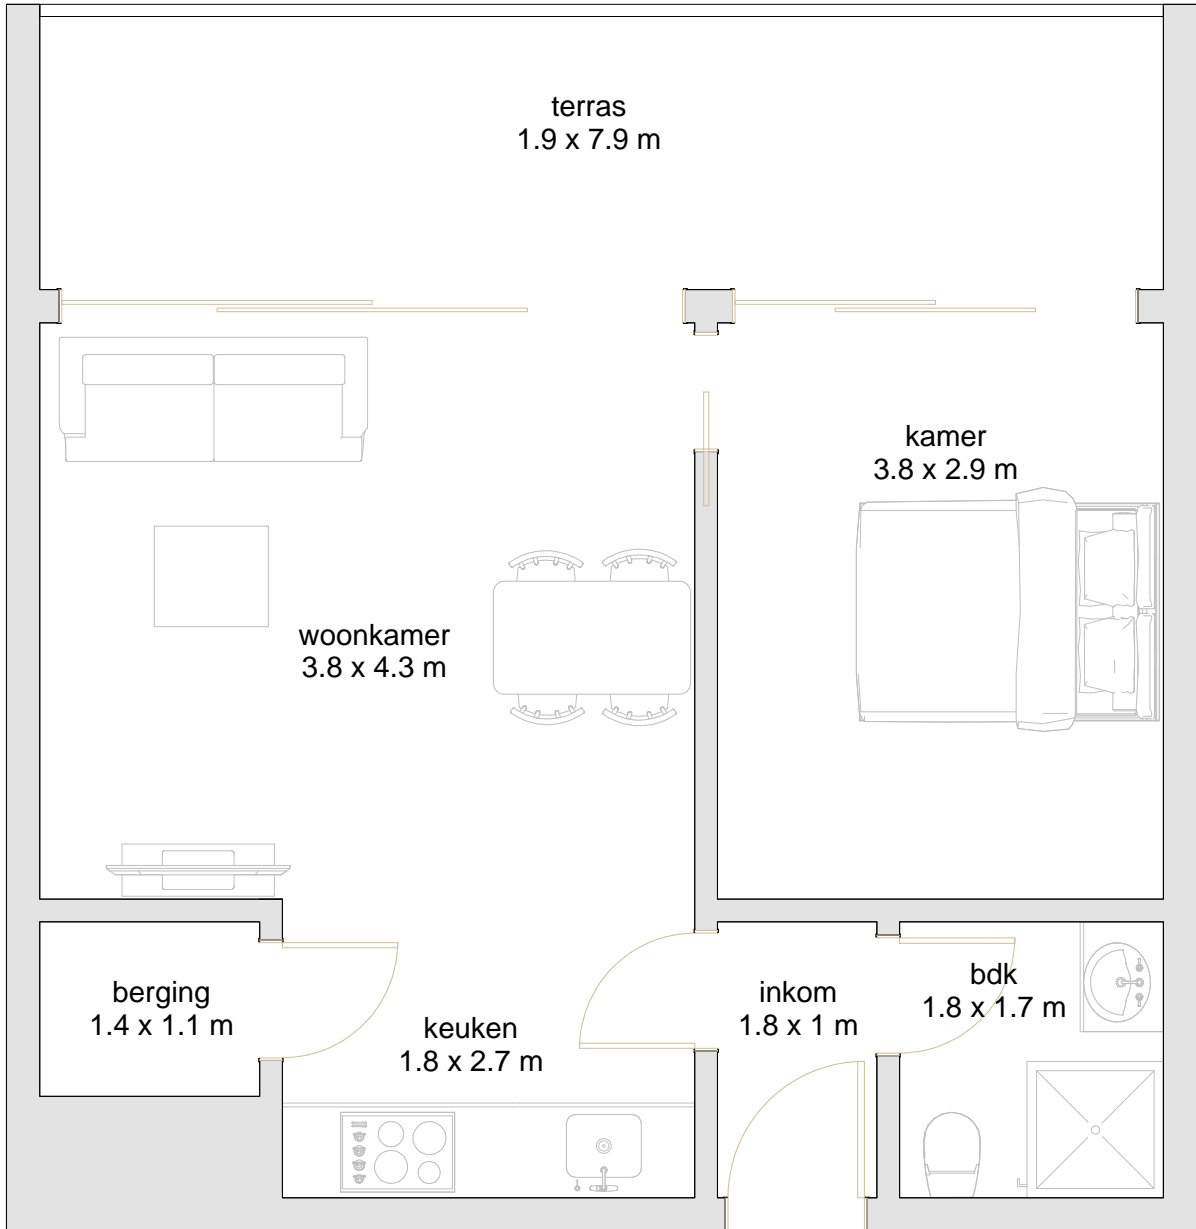 terras
1.9 x 7.9 m
kamer
3.8 x 2.9 m
woonkamer
3.8 x 4.3 m
berging
1.4 x 1.1 m
keuken
1.8 x 2.7 m
inkom
1.8 x 1 m
bdk
1.8 x 1.7 m